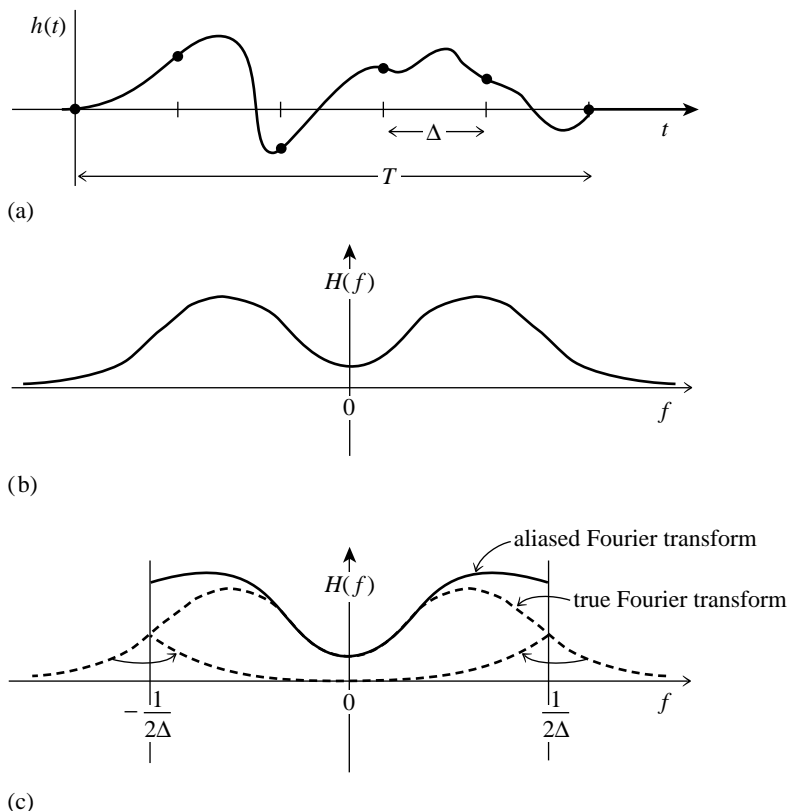 h(t)
Δ
t
T
(a)
H(f)
0
f
(b)
aliased Fourier transform
H(f)
true Fourier transform
0
f
− 1/2Δ
1/2Δ
(c)